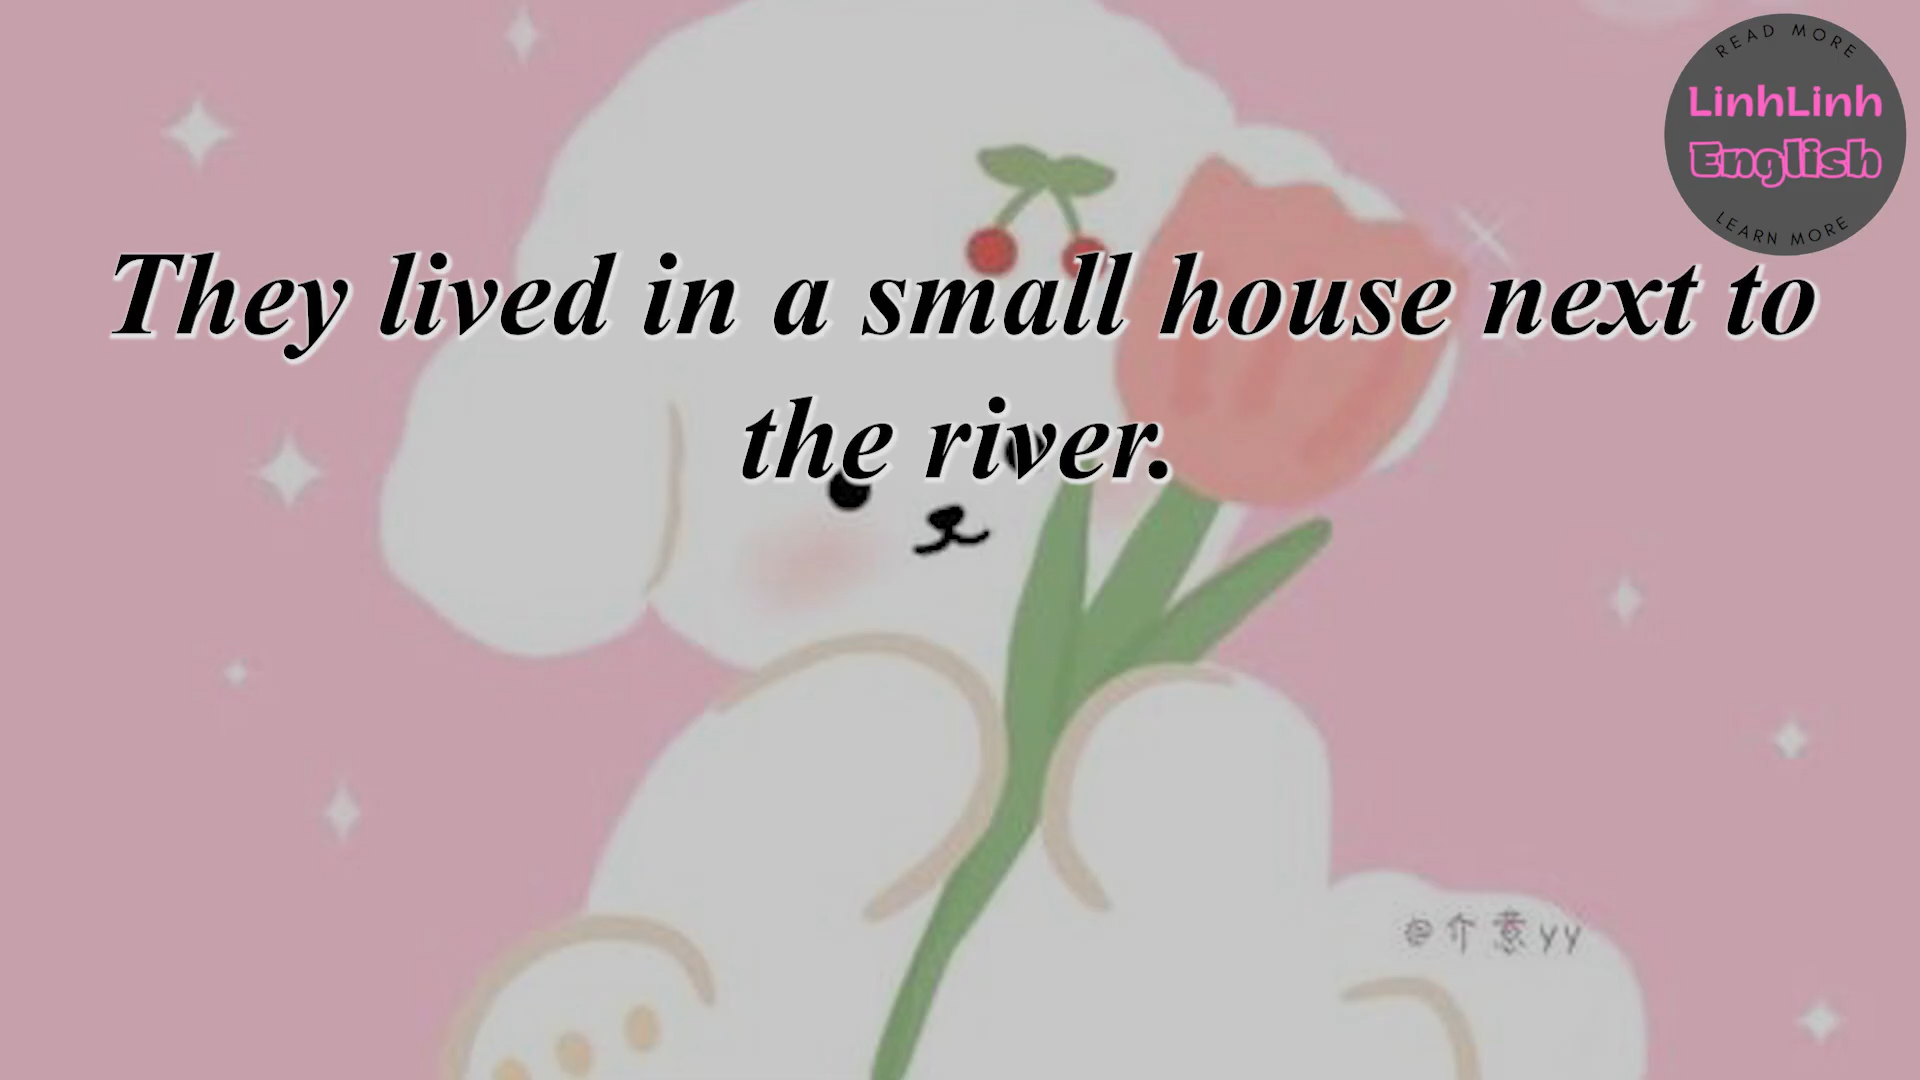 READ MORE
LinhLinh
English
LEARN MORE
They lived in a small house next to
the river.
@介意yy